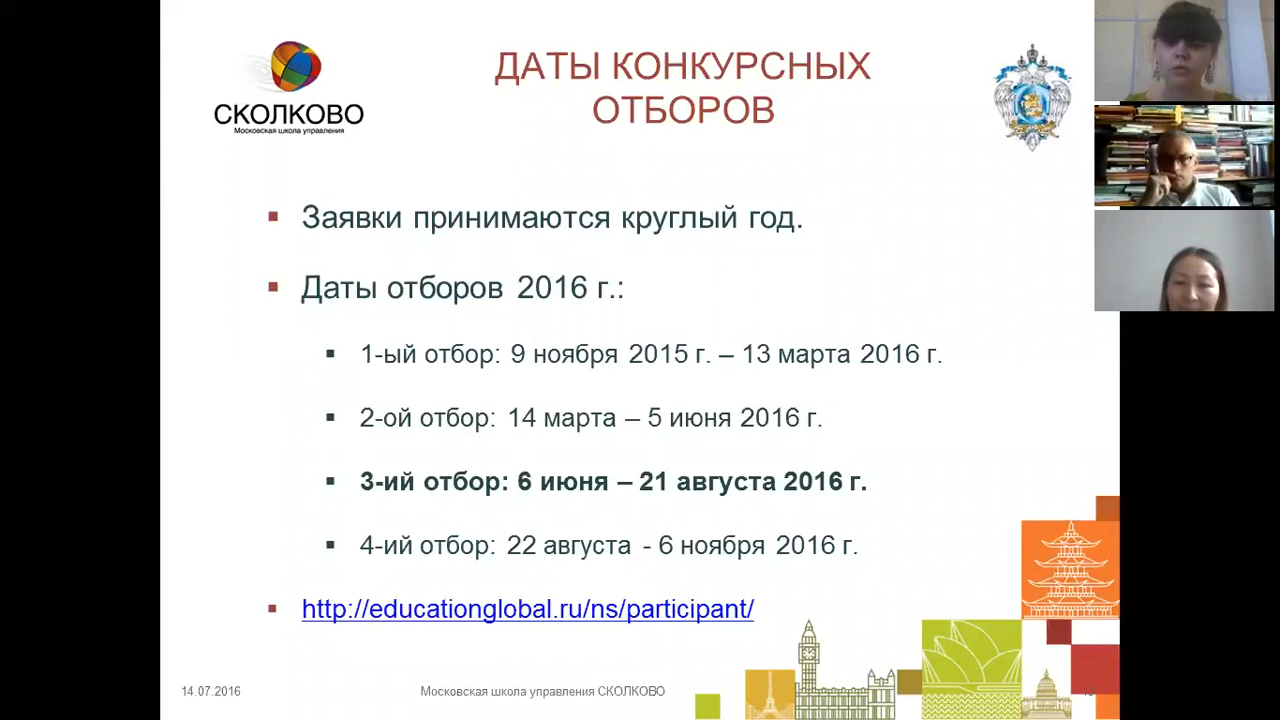 СКОЛКОВО
Московская школа управления
ДАТЫ КОНКУРСНЫХ
ОТБОРОВ
Заявки принимаются круглый год.
Даты отборов 2016 г.:
1-ый отбор: 9 ноября 2015 г. – 13 марта 2016 г.
2-ой отбор: 14 марта – 5 июня 2016 г.
3-ий отбор: 6 июня – 21 августа 2016 г.
4-ий отбор: 22 августа - 6 ноября 2016 г.
http://educationglobal.ru/ns/participant/
14.07.2016
Московская школа управления СКОЛКОВО